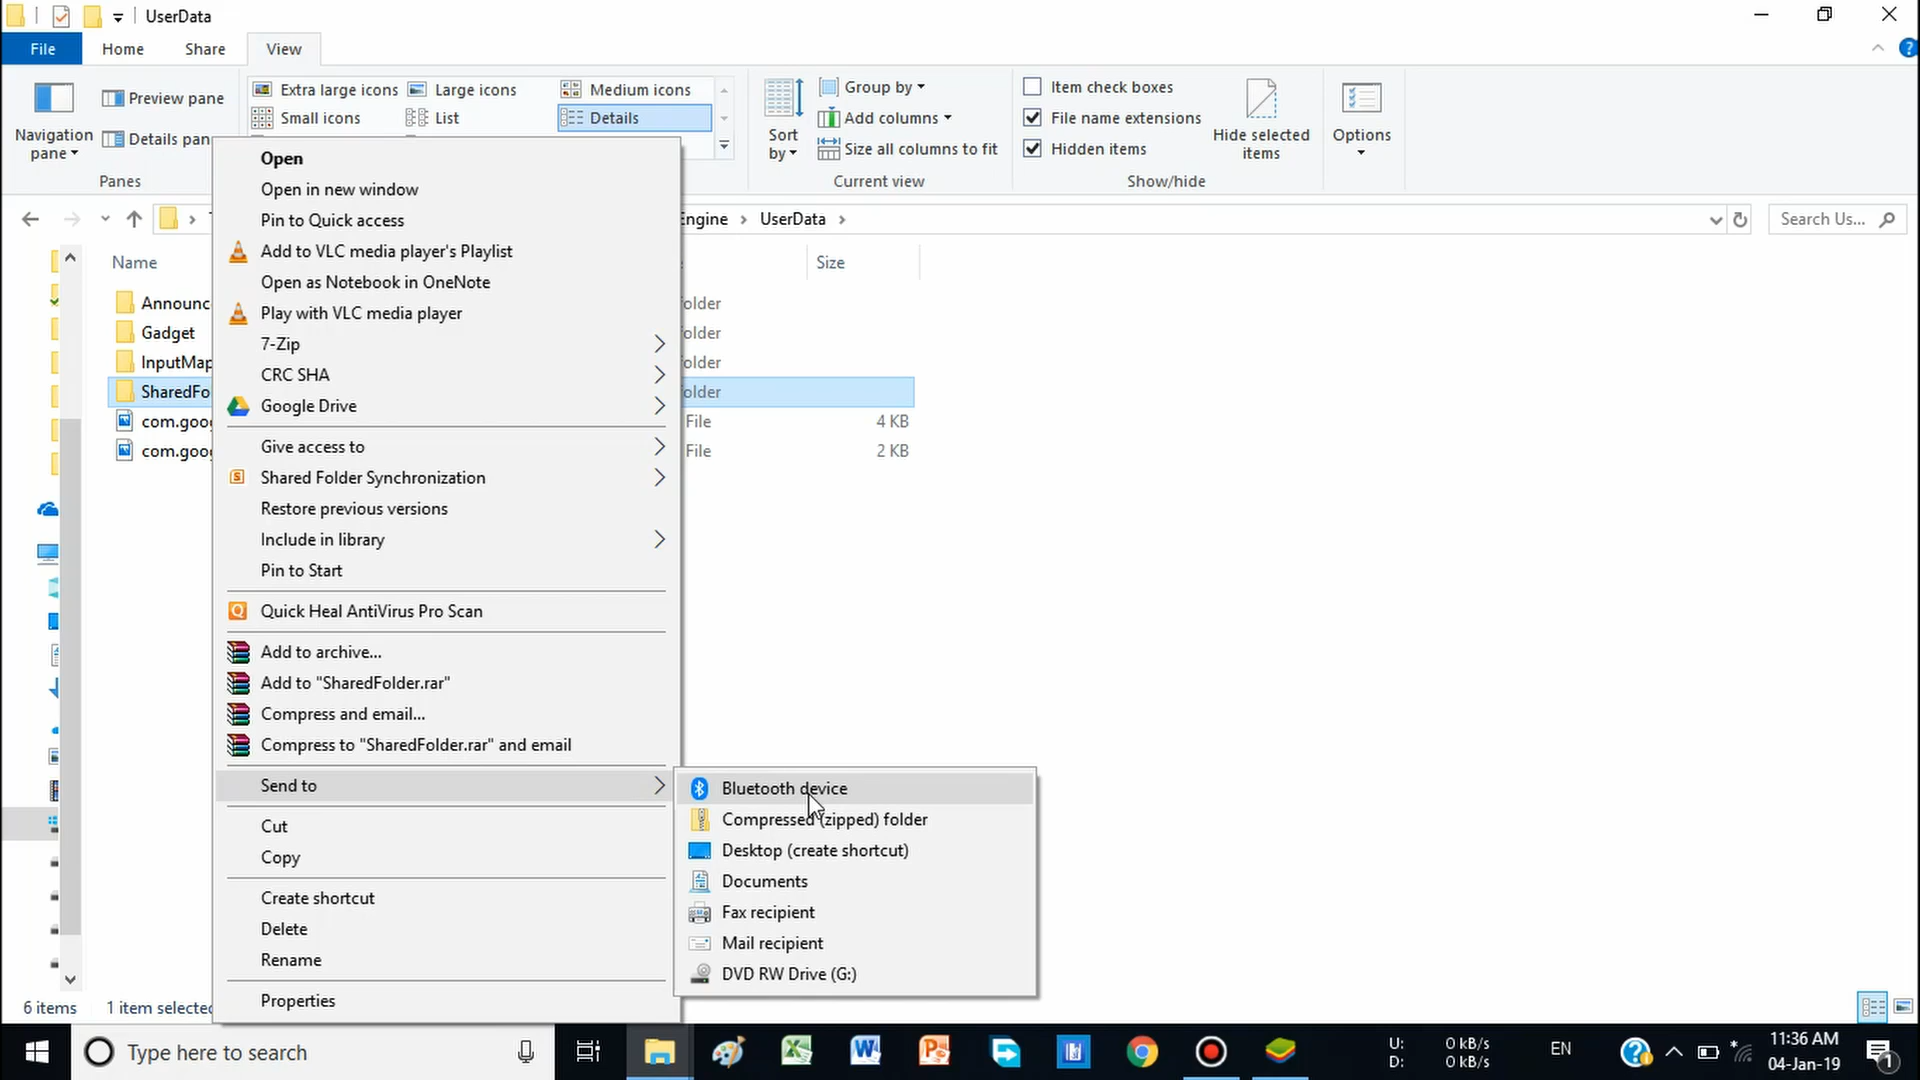 UserData
File
Home
Share
View
Navigation pane
Preview pane
Details pan
Extra large icons
Large icons
Medium icons
Small icons
List
Details
Sort by
Group by
Add columns
Size all columns to fit
Item check boxes
File name extensions
Hidden items
Hide selected items
Options
Panes
Current view
Show/hide
Engine
UserData
Search Us...
Name
Size
Announc
Gadget
InputMap
SharedFo
com.goo
com.goo
older
older
older
older
File
4 KB
File
2 KB
Open
Open in new window
Pin to Quick access
Add to VLC media player's Playlist
Open as Notebook in OneNote
Play with VLC media player
7-Zip
CRC SHA
Google Drive
Give access to
Shared Folder Synchronization
Restore previous versions
Include in library
Pin to Start
Quick Heal AntiVirus Pro Scan
Add to archive...
Add to "SharedFolder.rar"
Compress and email...
Compress to "SharedFolder.rar" and email
Send to
Cut
Copy
Create shortcut
Delete
Rename
Properties
Bluetooth device
Compressed (zipped) folder
Desktop (create shortcut)
Documents
Fax recipient
Mail recipient
DVD RW Drive (G:)
6 items
1 item selected
Type here to search
U: 0 kB/s
D: 0 kB/s
EN
11:36 AM
04-Jan-19
1